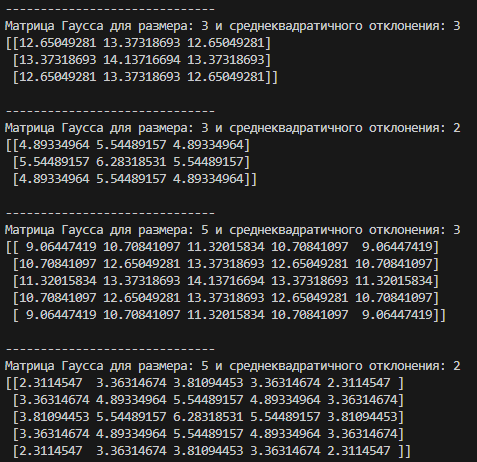 ------------------------------
Матрица Гаусса для размера: 3 и среднеквадратичного отклонения: 3
[[12.65049281 13.37318693 12.65049281]
 [13.37318693 14.13716694 13.37318693]
 [12.65049281 13.37318693 12.65049281]]

------------------------------
Матрица Гаусса для размера: 3 и среднеквадратичного отклонения: 2
[[4.89334964 5.54489157 4.89334964]
 [5.54489157 6.28318531 5.54489157]
 [4.89334964 5.54489157 4.89334964]]

------------------------------
Матрица Гаусса для размера: 5 и среднеквадратичного отклонения: 3
[[ 9.06447419 10.70841097 11.32015834 10.70841097  9.06447419]
 [10.70841097 12.65049281 13.37318693 12.65049281 10.70841097]
 [11.32015834 13.37318693 14.13716694 13.37318693 11.32015834]
 [10.70841097 12.65049281 13.37318693 12.65049281 10.70841097]
 [ 9.06447419 10.70841097 11.32015834 10.70841097  9.06447419]]

------------------------------
Матрица Гаусса для размера: 5 и среднеквадратичного отклонения: 2
[[2.3114547  3.36314674 3.81094453 3.36314674 2.3114547 ]
 [3.36314674 4.89334964 5.54489157 4.89334964 3.36314674]
 [3.81094453 5.54489157 6.28318531 5.54489157 3.81094453]
 [3.36314674 4.89334964 5.54489157 4.89334964 3.36314674]
 [2.3114547  3.36314674 3.81094453 3.36314674 2.3114547 ]]